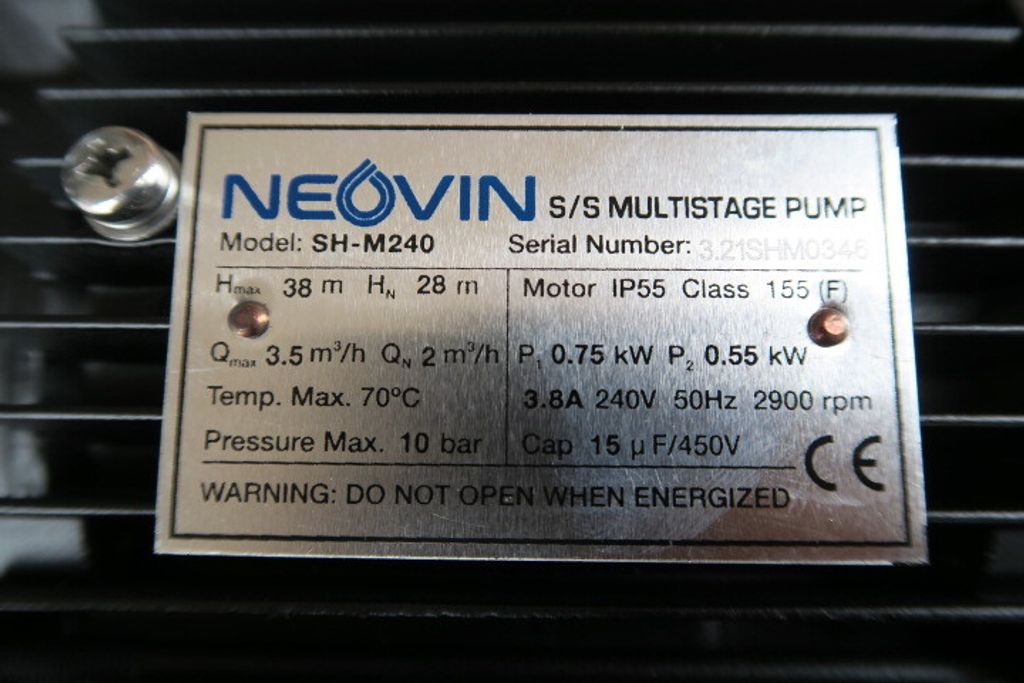 NEOVIN S/S MULTISTAGE PUMP
Model: SH-M240 Serial Number: 3.21SHM0346
Hmax 38 m HN 28 m
Motor IP55 Class 155 (F)
Qmax 3.5 m³/h QN 2 m³/h
P1 0.75 kW P2 0.55 kW
Temp. Max. 70ºC
3.8A 240V 50Hz 2900 rpm
Pressure Max. 10 bar
Cap 15 µF/450V
CE
WARNING: DO NOT OPEN WHEN ENERGIZED